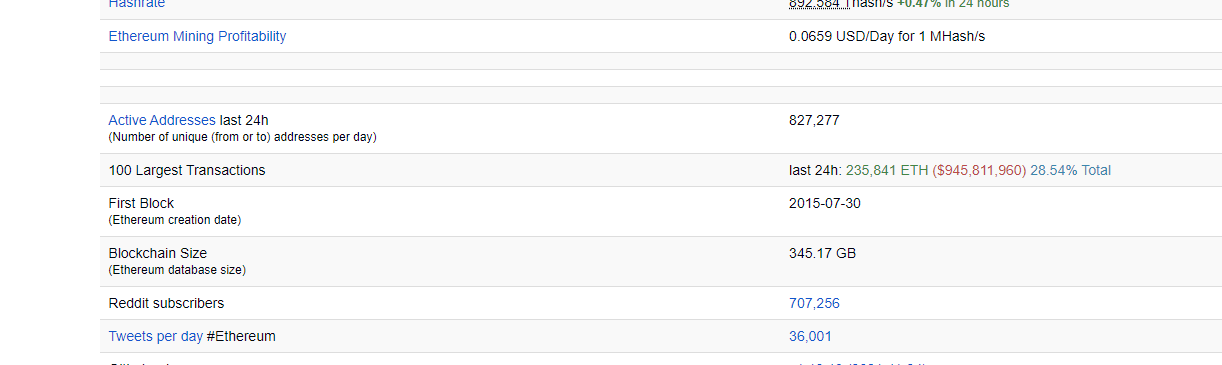 Hashrate 892.584 Thash/s +0.47% in 24 hours
Ethereum Mining Profitability 0.0659 USD/Day for 1 MHash/s
Active Addresses last 24h 827,277
(Number of unique (from or to) addresses per day)
100 Largest Transactions last 24h: 235,841 ETH ($945,811,960) 28.54% Total
First Block 2015-07-30
(Ethereum creation date)
Blockchain Size 345.17 GB
(Ethereum database size)
Reddit subscribers 707,256
Tweets per day #Ethereum 36,001